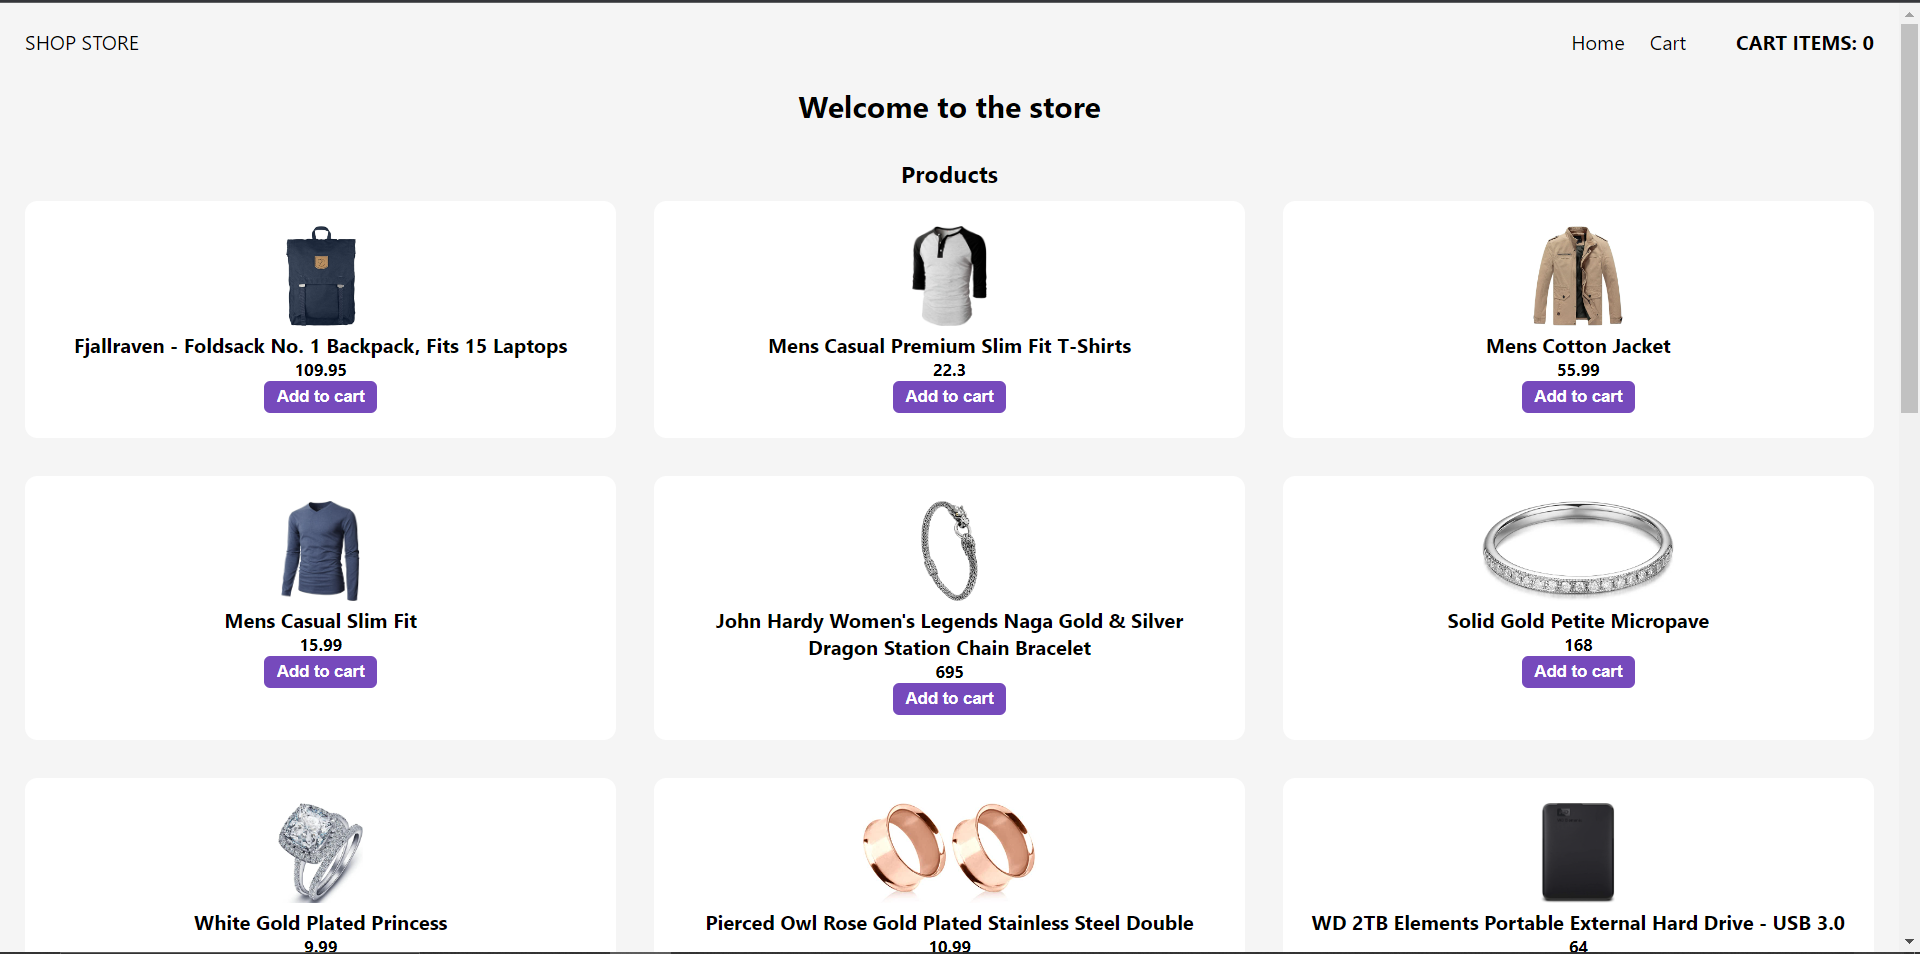 SHOP STORE
Home
Cart
CART ITEMS: 0
Welcome to the store
Products
Fjallraven - Foldsack No. 1 Backpack, Fits 15 Laptops
109.95
Add to cart
Mens Casual Premium Slim Fit T-Shirts
22.3
Add to cart
Mens Cotton Jacket
55.99
Add to cart
Mens Casual Slim Fit
15.99
Add to cart
John Hardy Women's Legends Naga Gold & Silver
Dragon Station Chain Bracelet
695
Add to cart
Solid Gold Petite Micropave
168
Add to cart
White Gold Plated Princess
9.99
Pierced Owl Rose Gold Plated Stainless Steel Double
10.99
WD 2TB Elements Portable External Hard Drive - USB 3.0
64